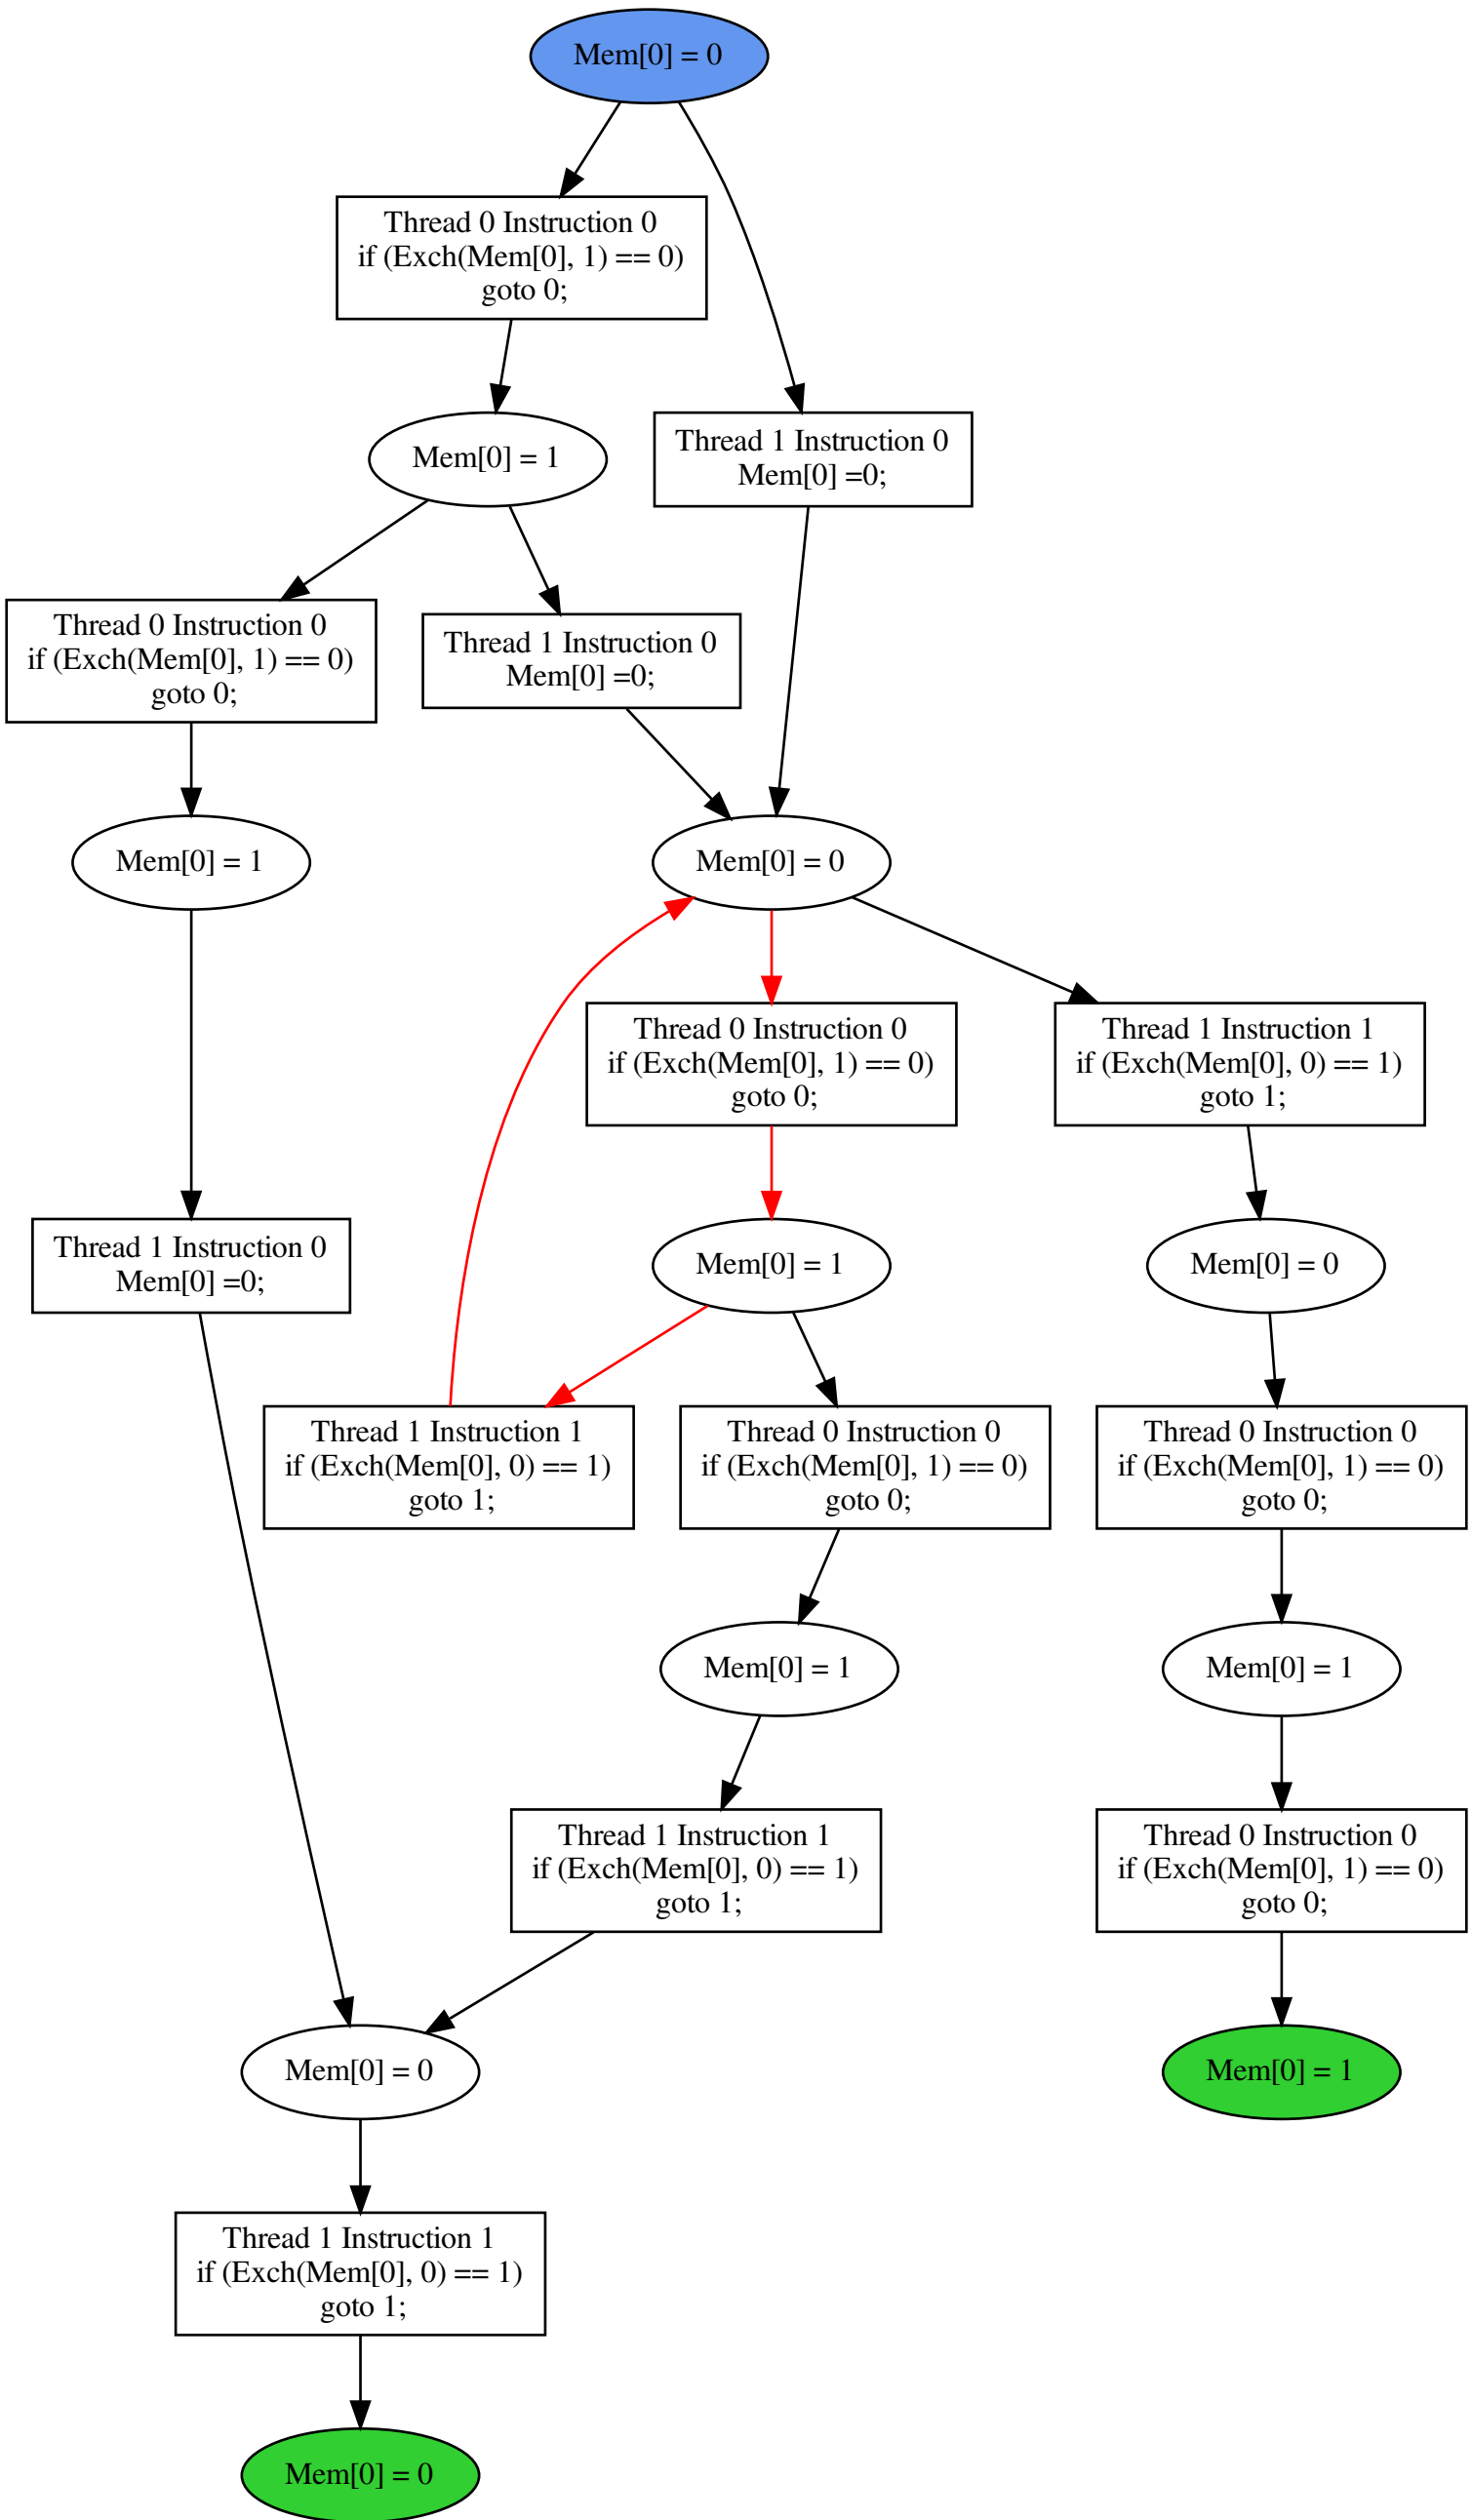 Mem[0] = 0
Thread 0 Instruction 0
if (Exch(Mem[0], 1) == 0)
goto 0;
Mem[0] = 1
Thread 1 Instruction 0
Mem[0] =0;
Thread 0 Instruction 0
if (Exch(Mem[0], 1) == 0)
goto 0;
Thread 1 Instruction 0
Mem[0] =0;
Mem[0] = 1
Mem[0] = 0
Thread 0 Instruction 0
if (Exch(Mem[0], 1) == 0)
goto 0;
Thread 1 Instruction 1
if (Exch(Mem[0], 0) == 1)
goto 1;
Thread 1 Instruction 0
Mem[0] =0;
Mem[0] = 1
Mem[0] = 0
Thread 1 Instruction 1
if (Exch(Mem[0], 0) == 1)
goto 1;
Thread 0 Instruction 0
if (Exch(Mem[0], 1) == 0)
goto 0;
Thread 0 Instruction 0
if (Exch(Mem[0], 1) == 0)
goto 0;
Mem[0] = 1
Mem[0] = 1
Thread 1 Instruction 1
if (Exch(Mem[0], 0) == 1)
goto 1;
Thread 0 Instruction 0
if (Exch(Mem[0], 1) == 0)
goto 0;
Mem[0] = 0
Mem[0] = 1
Thread 1 Instruction 1
if (Exch(Mem[0], 0) == 1)
goto 1;
Mem[0] = 0